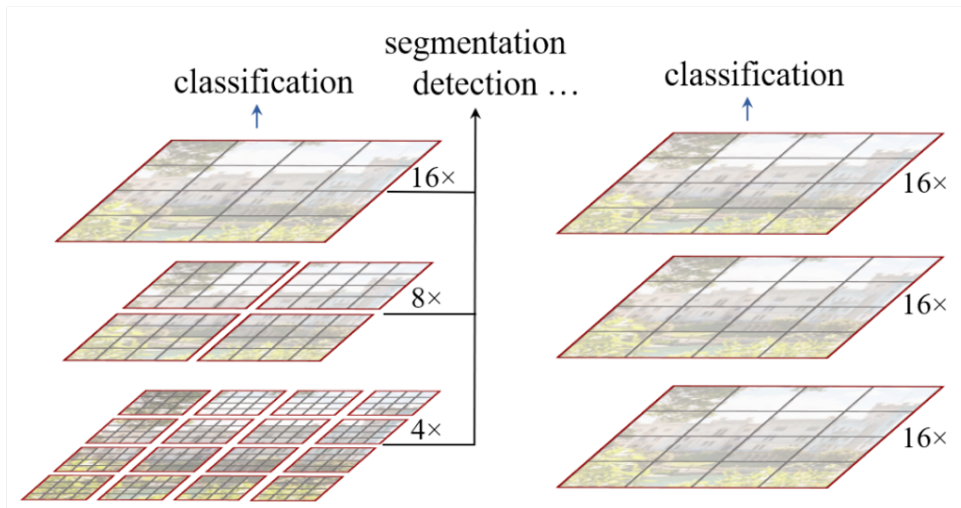 segmentation
detection …
classification
16×
8×
4×
classification
16×
16×
16×